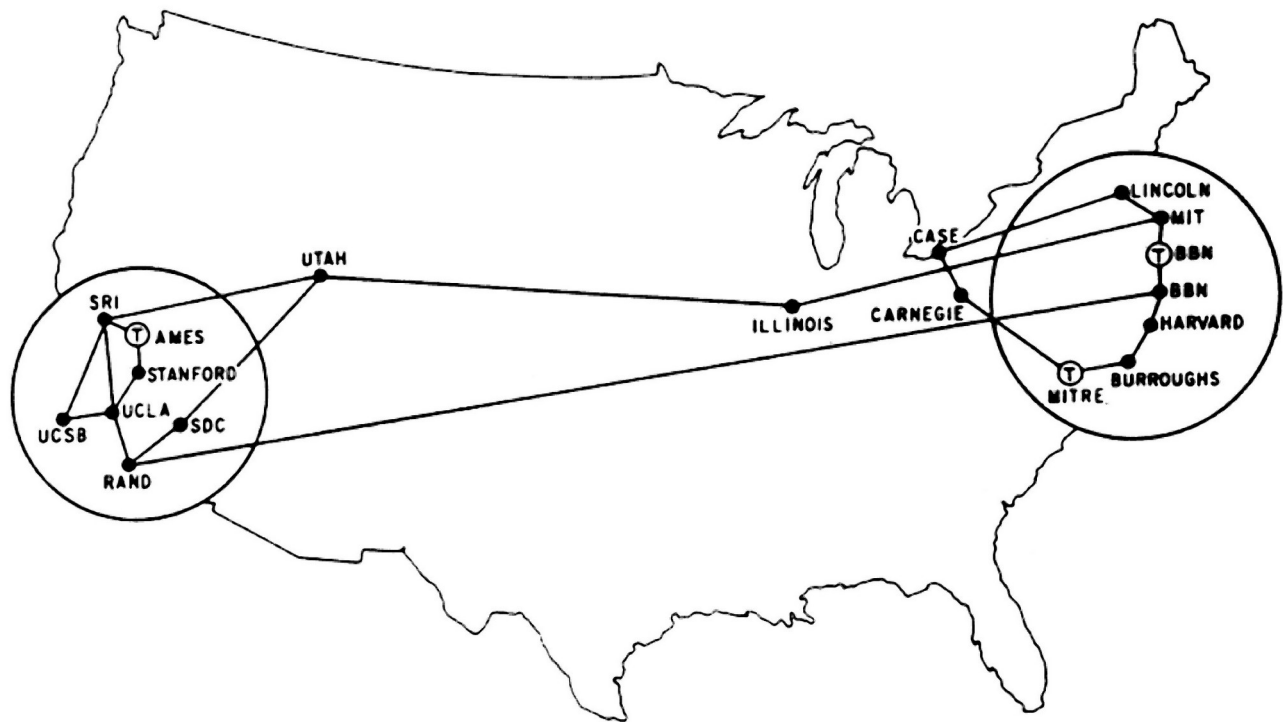 LINCOLN
MIT
CASE
T BBN
UTAH
BBN
SRI
ILLINOIS
CARNEGIE
HARVARD
T AMES
STANFORD
T
BURROUGHS
MITRE
UCLA
SDC
UCSB
RAND